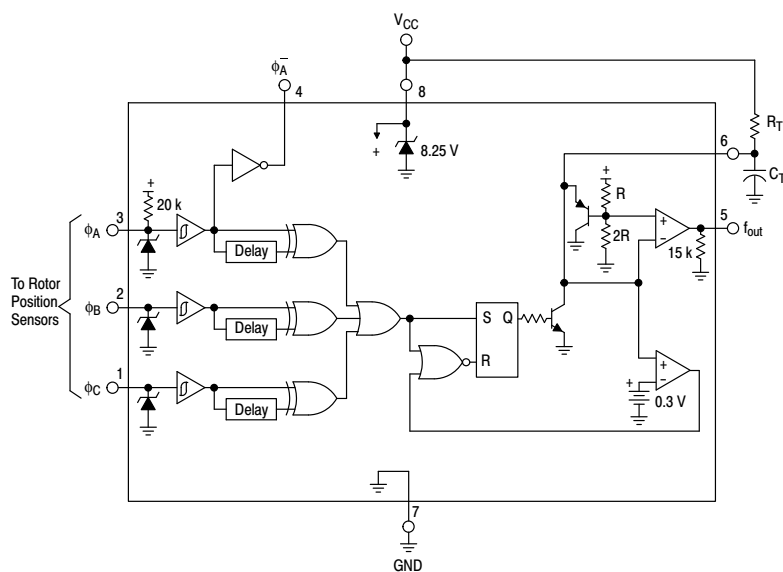 V_CC
φ_A̅
4
8
R_T
8.25 V
6
C_T
+
+
20 k
+
R
2R
3
φ_A
+
−
5
f_out
15 k
Delay
To Rotor
Position
Sensors
2
φ_B
Delay
S Q
R
1
φ_C
Delay
+
−
+
0.3 V
7
GND